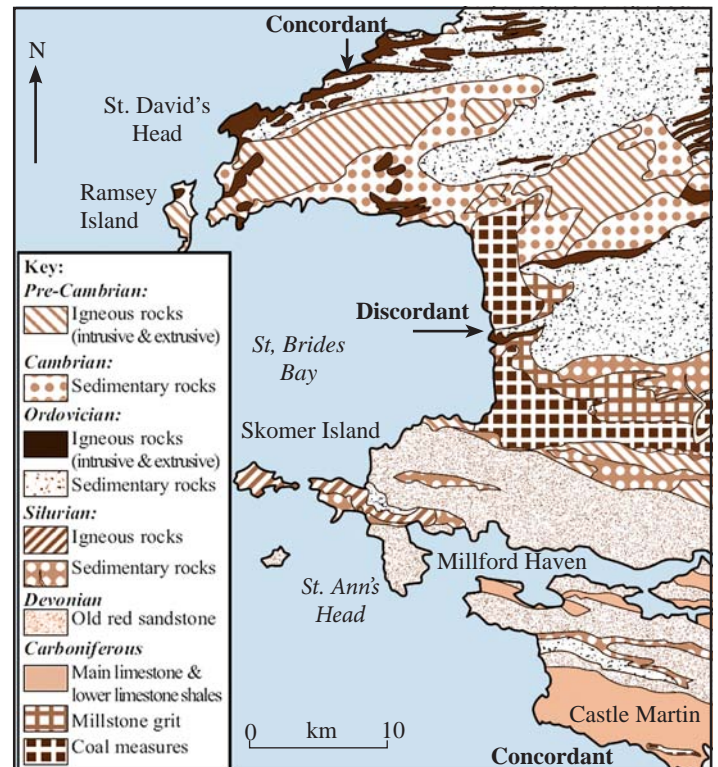 Concordant
N
St. David's
Head
Ramsey
Island
Key:
Pre-Cambrian:
Igneous rocks
(intrusive & extrusive)
Cambrian:
Sedimentary rocks
Ordovician:
Igneous rocks
(intrusive & extrusive)
Sedimentary rocks
Silurian:
Igneous rocks
Sedimentary rocks
Devonian
Old red sandstone
Carboniferous
Main limestone &
lower limestone shales
Millstone grit
Coal measures
Discordant
St, Brides
Bay
Skomer Island
Millford Haven
St. Ann's
Head
Castle Martin
0 km 10
Concordant